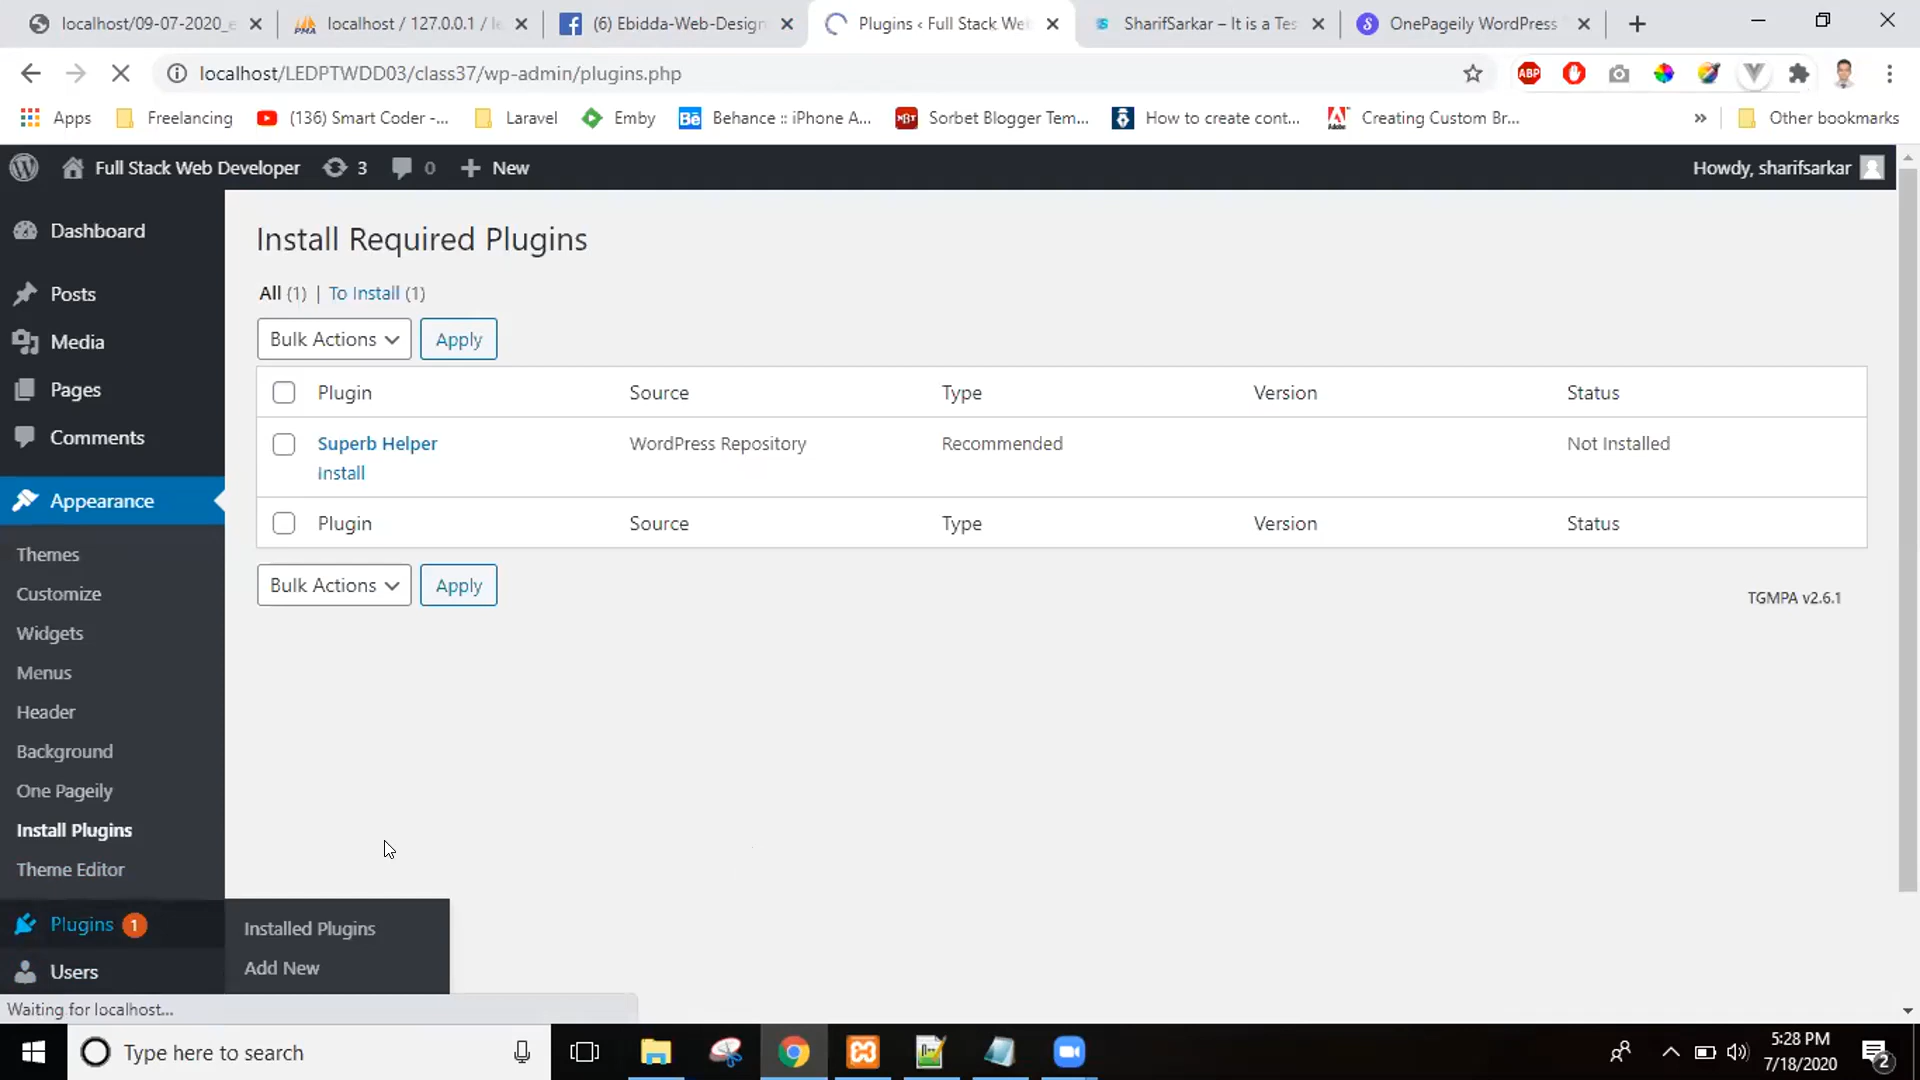 localhost/09-07-2020_e
localhost / 127.0.0.1 / le
(6) Ebidda-Web-Design
Plugins ‹ Full Stack We
SharifSarkar – It is a Tes
OnePageily WordPress
localhost/LEDPTWDD03/class37/wp-admin/plugins.php
ABP
Apps
Freelancing
(136) Smart Coder -...
Laravel
Emby
Behance :: iPhone A...
Sorbet Blogger Tem...
How to create cont...
Creating Custom Br...
»
Other bookmarks
Full Stack Web Developer
3
0
New
Howdy, sharifsarkar
Dashboard
Posts
Media
Pages
Comments
Appearance
Themes
Customize
Widgets
Menus
Header
Background
One Pageily
Install Plugins
Theme Editor
Plugins 1
Users
Installed Plugins
Add New
Install Required Plugins
All (1) | To Install (1)
Bulk Actions Apply
Plugin Source Type Version Status
Superb Helper WordPress Repository Recommended Not Installed
Install
Plugin Source Type Version Status
Bulk Actions Apply
TGMPA v2.6.1
Waiting for localhost...
Type here to search
5:28 PM
7/18/2020
2